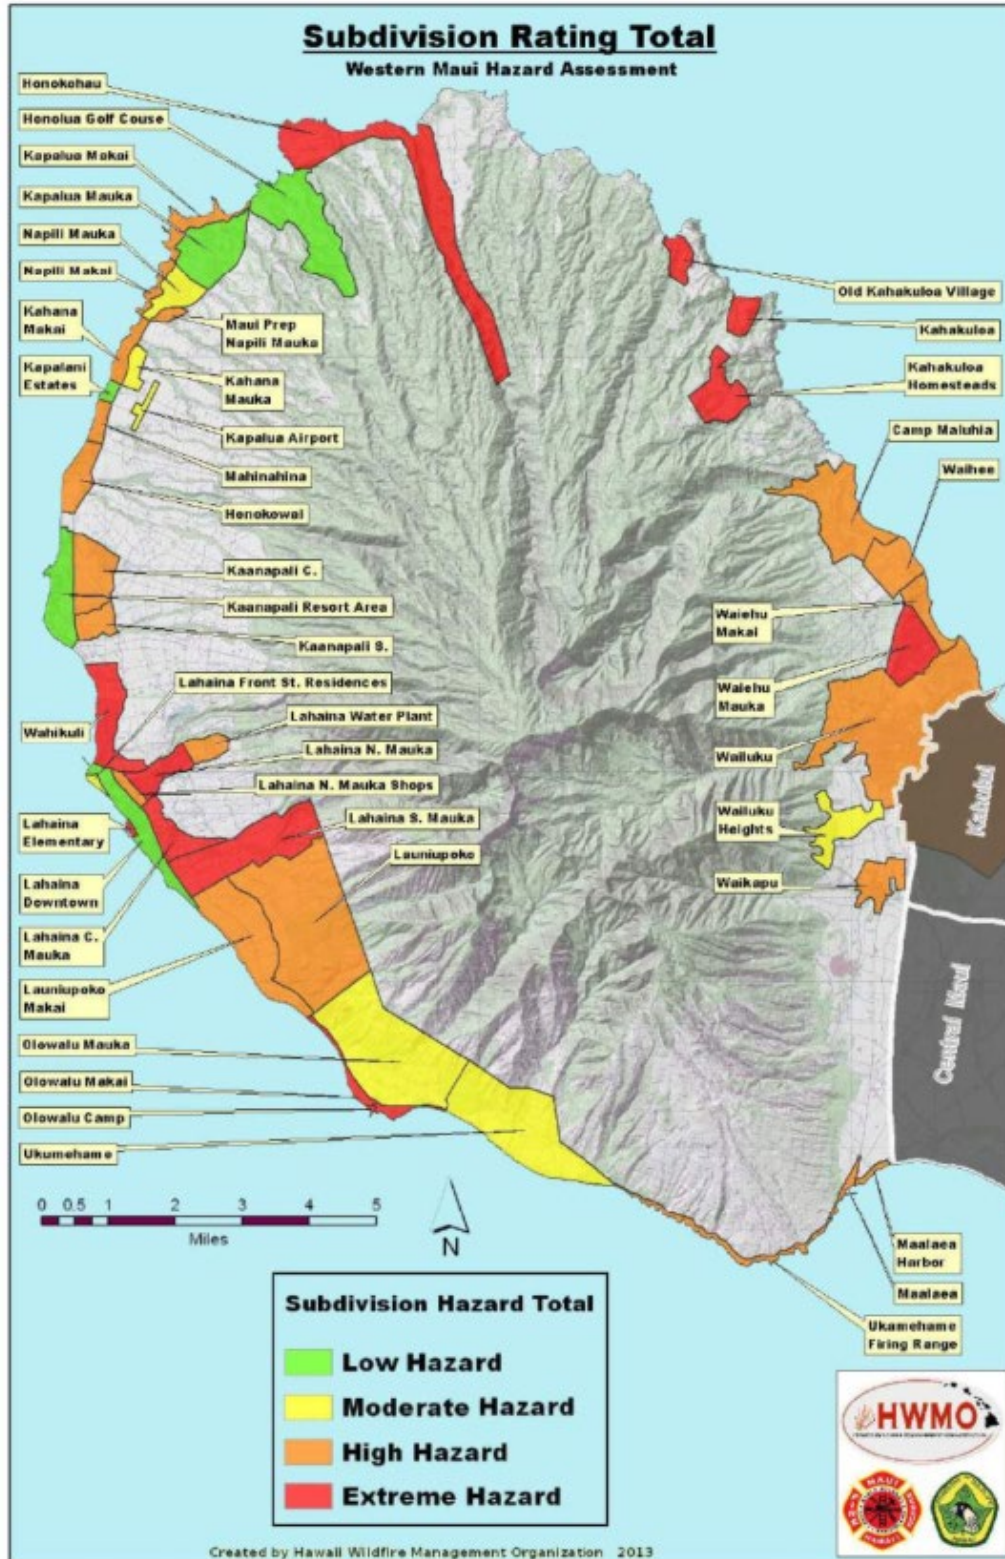 Subdivision Rating Total
Western Maui Hazard Assessment
Honokohau
Honolua Golf Couse
Kapalua Makai
Kapalua Mauka
Napili Mauka
Napili Makai
Kahana
Makai
Kapalani
Estates
Maui Prep
Napili Mauka
Kahana
Mauka
Kapalua Airport
Mahinahina
Honokowai
Kaanapali C.
Kaanapali Resort Area
Kaanapali S.
Lahaina Front St. Residences
Lahaina Water Plant
Wahikuli
Lahaina N. Mauka
Lahaina N. Mauka Shops
Lahaina S. Mauka
Launiupoko
Lahaina
Elementary
Lahaina
Downtown
Lahaina C.
Mauka
Launiupoko
Makai
Olowalu Mauka
Olowalu Makai
Olowalu Camp
Ukumehame
Old Kahakuloa Village
Kahakuloa
Kahakuloa
Homesteads
Camp Maluhia
Waihee
Waiehu
Makai
Waiehu
Mauka
Wailuku
Wailuku
Heights
Waikapu
Kahului
Central Maui
Maalaea
Harbor
Maalaea
Ukamehame
Firing Range
0 0.5 1 2 3 4 5
Miles
N
Subdivision Hazard Total
Low Hazard
Moderate Hazard
High Hazard
Extreme Hazard
HWMO
MAUI
HAWAII
Created by Hawaii Wildfire Management Organization 2013